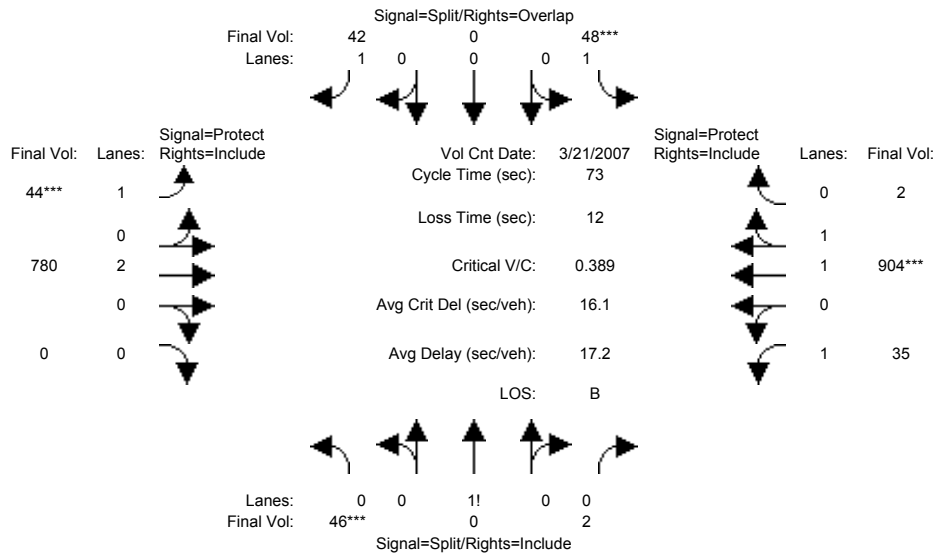 Signal=Split/Rights=Overlap
Final Vol: 42 0 48***
Lanes: 1 0 0 0 1
Signal=Protect Signal=Protect
Final Vol: Lanes: Rights=Include Vol Cnt Date: 3/21/2007 Rights=Include Lanes: Final Vol:
Cycle Time (sec): 73
44*** 1 0 2
Loss Time (sec): 12
0 1
780 2 Critical V/C: 0.389 1 904***
0 Avg Crit Del (sec/veh): 16.1 0
0 0 Avg Delay (sec/veh): 17.2 1 35
LOS: B
Lanes: 0 0 1! 0 0
Final Vol: 46*** 0 2
Signal=Split/Rights=Include